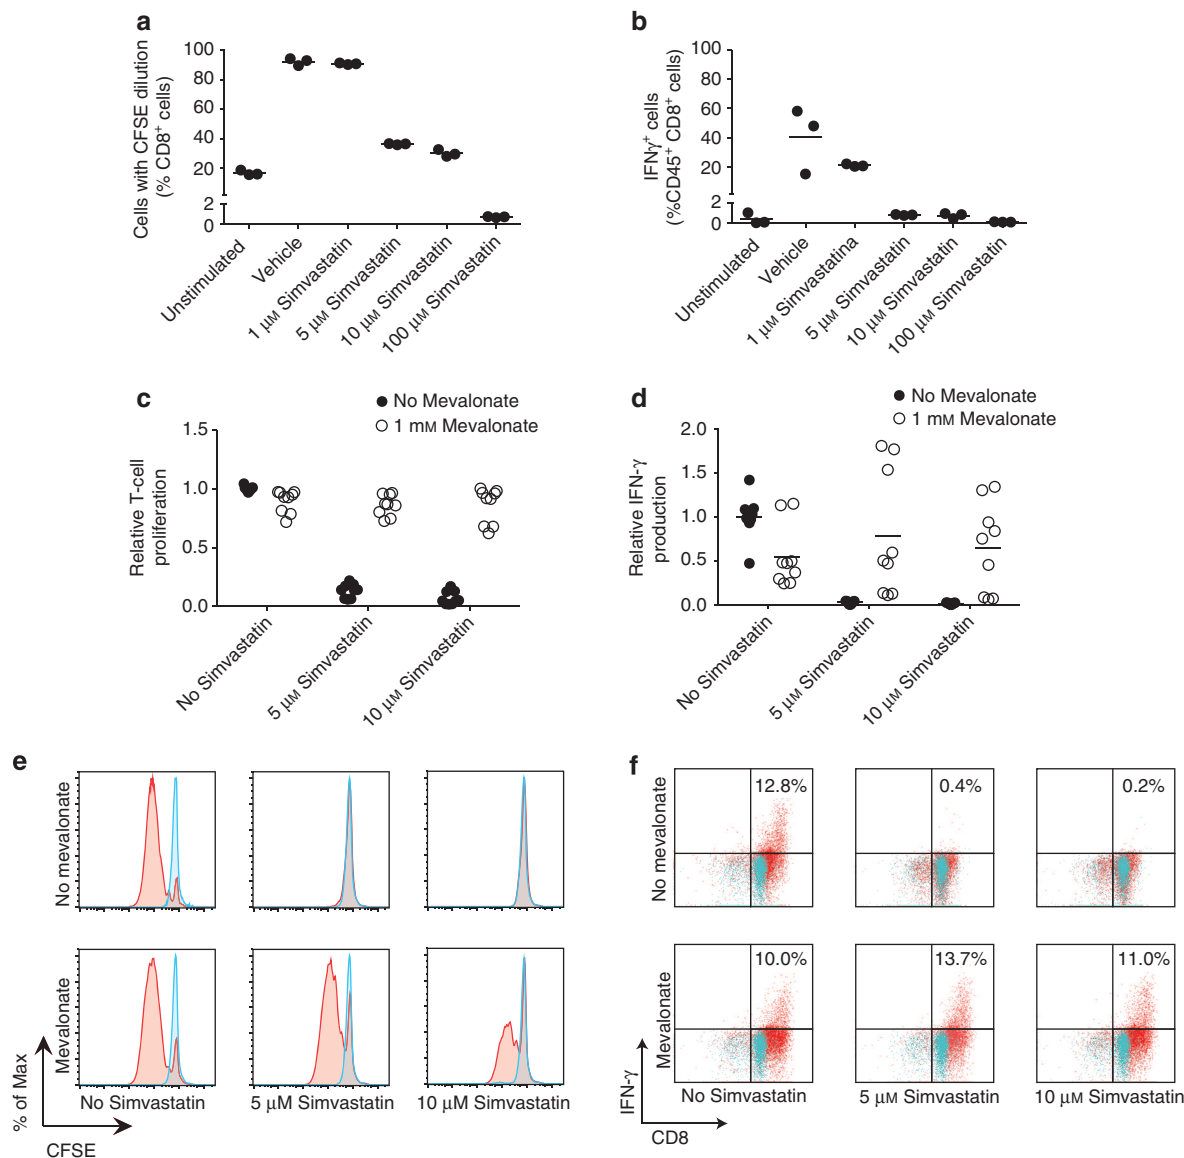 a
Cells with CFSE dilution
(% CD8+ cells)
100
80
60
40
20
2
0
Unstimulated
Vehicle
1 μM Simvastatin
5 μM Simvastatin
10 μM Simvastatin
100 μM Simvastatin
b
IFNγ+ cells
(%CD45+ CD8+ cells)
100
80
60
40
20
2
0
Unstimulated
Vehicle
1 μM Simvastatina
5 μM Simvastatin
10 μM Simvastatin
100 μM Simvastatin
c
No Mevalonate
1 mM Mevalonate
Relative T-cell
proliferation
1.5
1.0
0.5
0.0
No Simvastatin
5 μM Simvastatin
10 μM Simvastatin
d
No Mevalonate
1 mM Mevalonate
Relative IFN-γ
production
2.0
1.5
1.0
0.5
0.0
No Simvastatin
5 μM Simvastatin
10 μM Simvastatin
e
No mevalonate
Mevalonate
% of Max
No Simvastatin
5 μM Simvastatin
10 μM Simvastatin
CFSE
f
No mevalonate
12.8%
0.4%
0.2%
Mevalonate
10.0%
13.7%
11.0%
IFN-γ
No Simvastatin
5 μM Simvastatin
10 μM Simvastatin
CD8